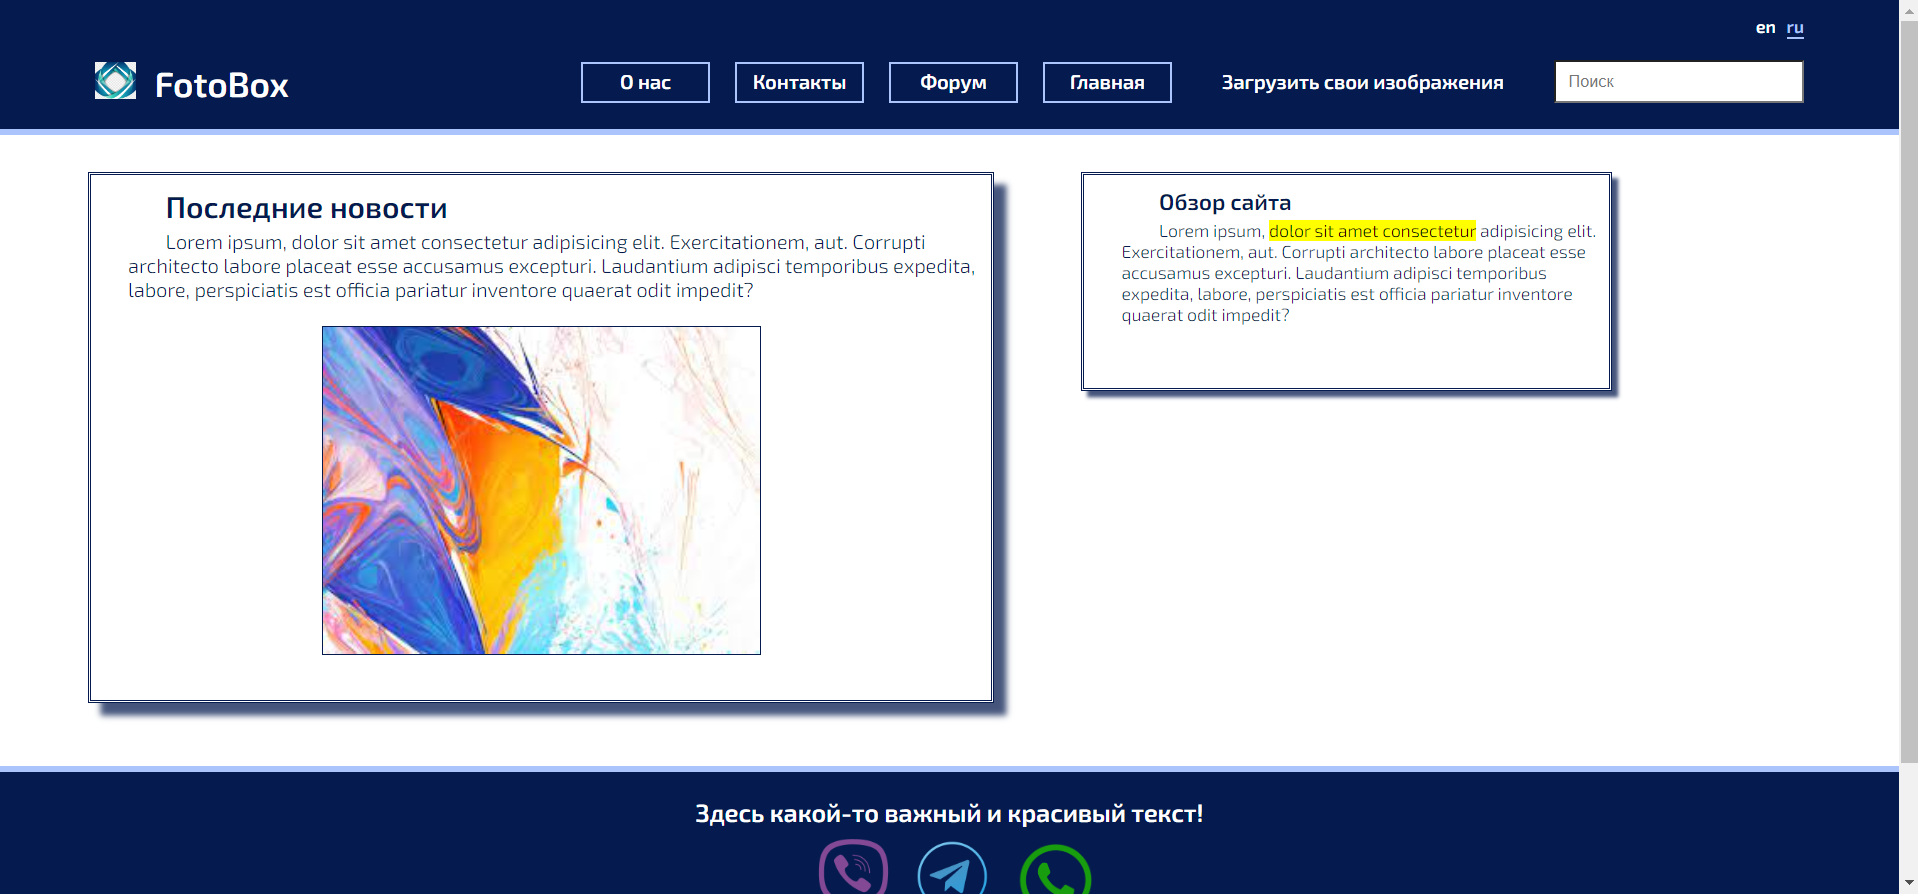 en ru
FotoBox
О нас
Контакты
Форум
Главная
Загрузить свои изображения
Поиск
Последние новости
Lorem ipsum, dolor sit amet consectetur adipisicing elit. Exercitationem, aut. Corrupti
architecto labore placeat esse accusamus excepturi. Laudantium adipisci temporibus expedita,
labore, perspiciatis est officia pariatur inventore quaerat odit impedit?
Обзор сайта
Lorem ipsum, dolor sit amet consectetur adipisicing elit.
Exercitationem, aut. Corrupti architecto labore placeat esse
accusamus excepturi. Laudantium adipisci temporibus
expedita, labore, perspiciatis est officia pariatur inventore
quaerat odit impedit?
Здесь какой-то важный и красивый текст!